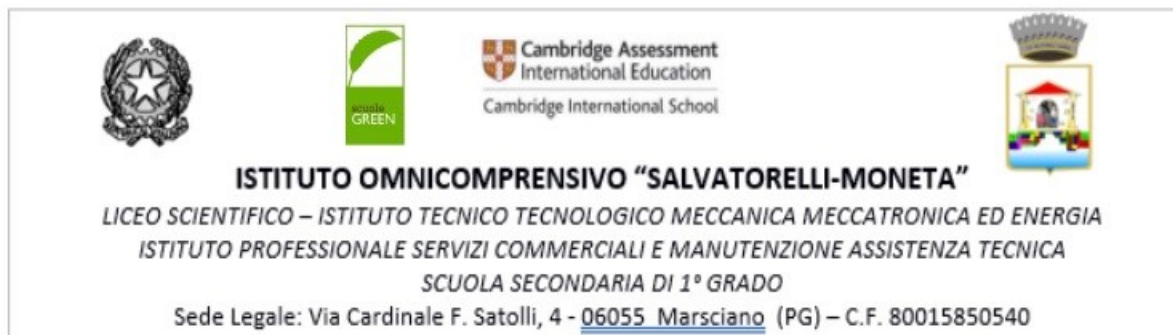 scuole
GREEN
Cambridge Assessment
International Education
Cambridge International School
ISTITUTO OMNICOMPRENSIVO “SALVATORELLI-MONETA”
LICEO SCIENTIFICO – ISTITUTO TECNICO TECNOLOGICO MECCANICA MECCATRONICA ED ENERGIA
ISTITUTO PROFESSIONALE SERVIZI COMMERCIALI E MANUTENZIONE ASSISTENZA TECNICA
SCUOLA SECONDARIA DI 1° GRADO
Sede Legale: Via Cardinale F. Satolli, 4 - 06055 Marsciano (PG) – C.F. 80015850540